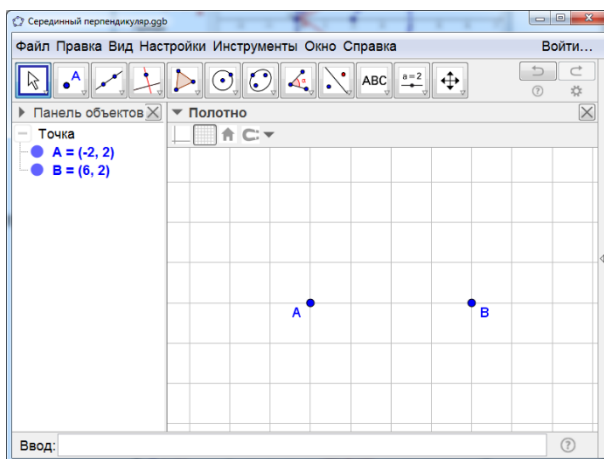 Серединный перпендикуляр.ggb
Файл Правка Вид Настройки Инструменты Окно Справка Войти...
A ABC a=2
Панель объектов Полотно
Точка
A = (-2, 2)
B = (6, 2)
A B
Ввод: